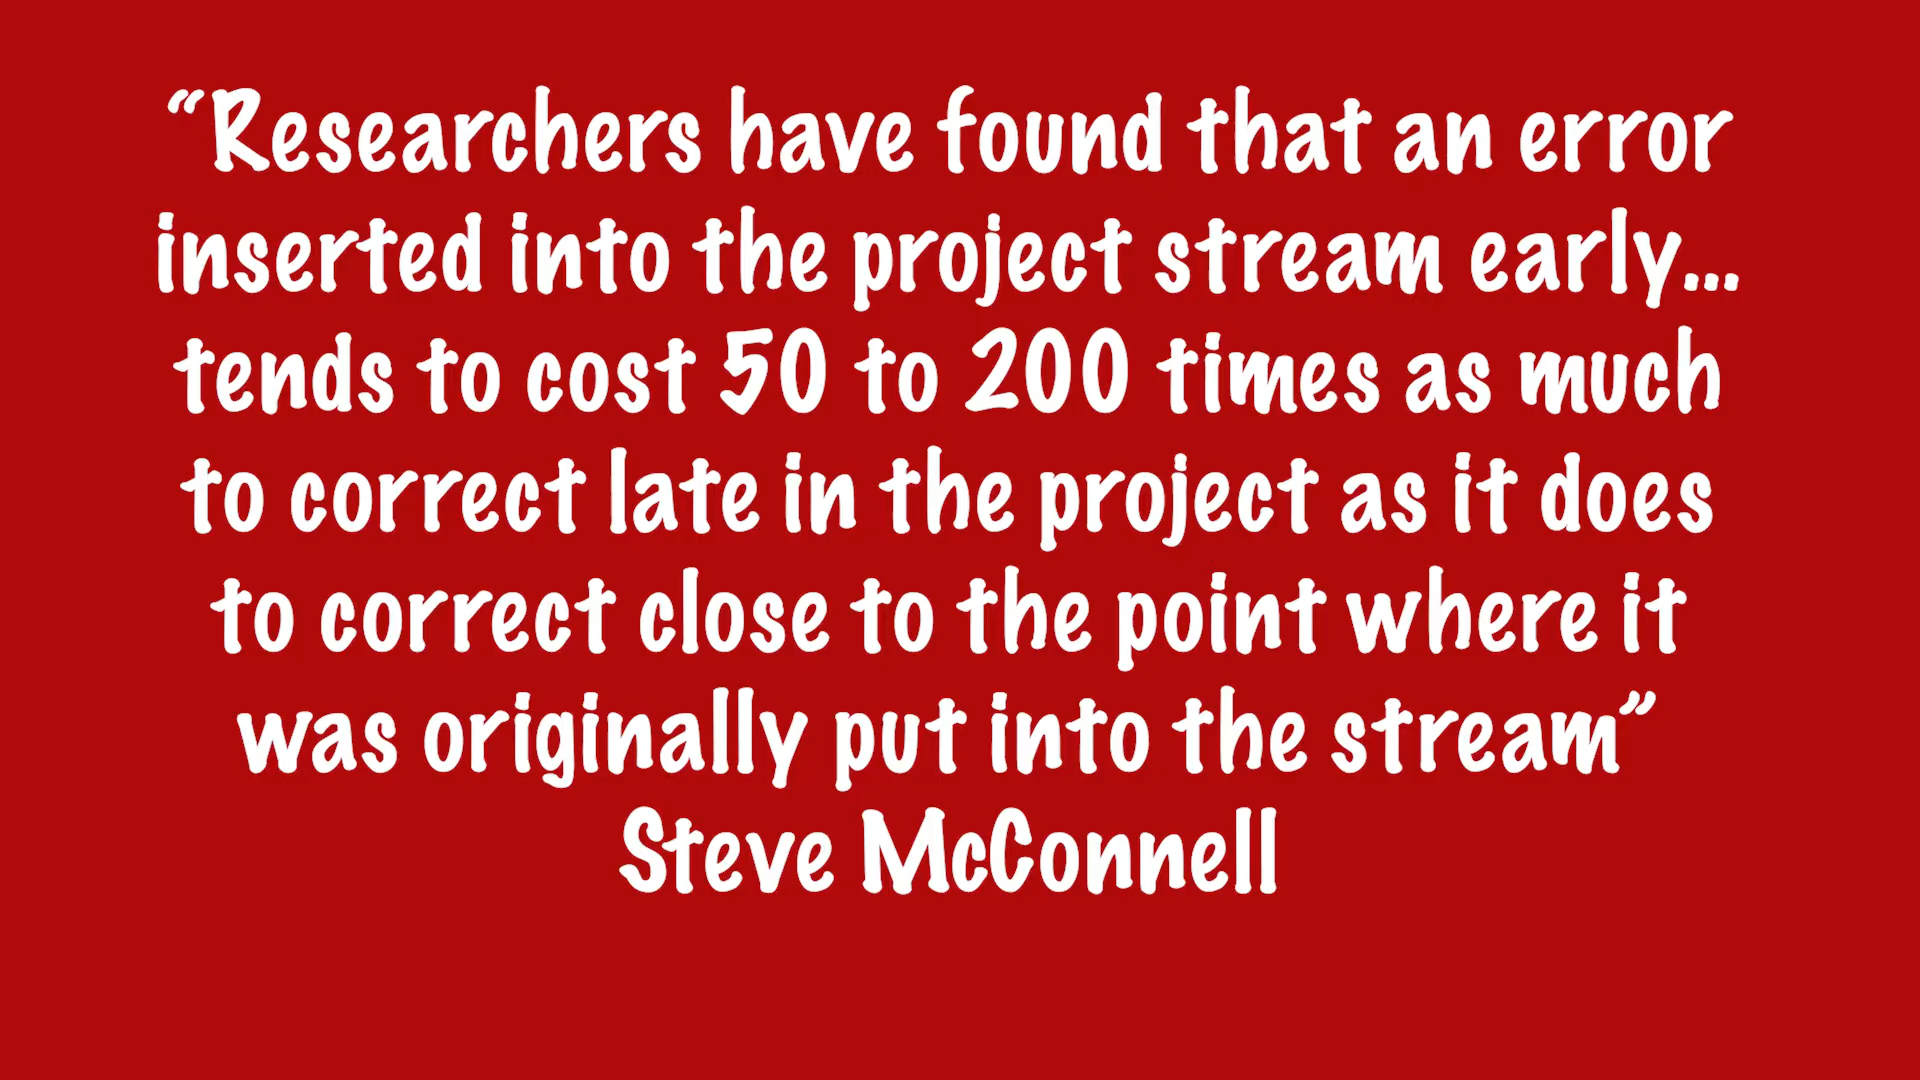 “Researchers have found that an error
inserted into the project stream early...
tends to cost 50 to 200 times as much
to correct late in the project as it does
to correct close to the point where it
was originally put into the stream”
Steve McConnell